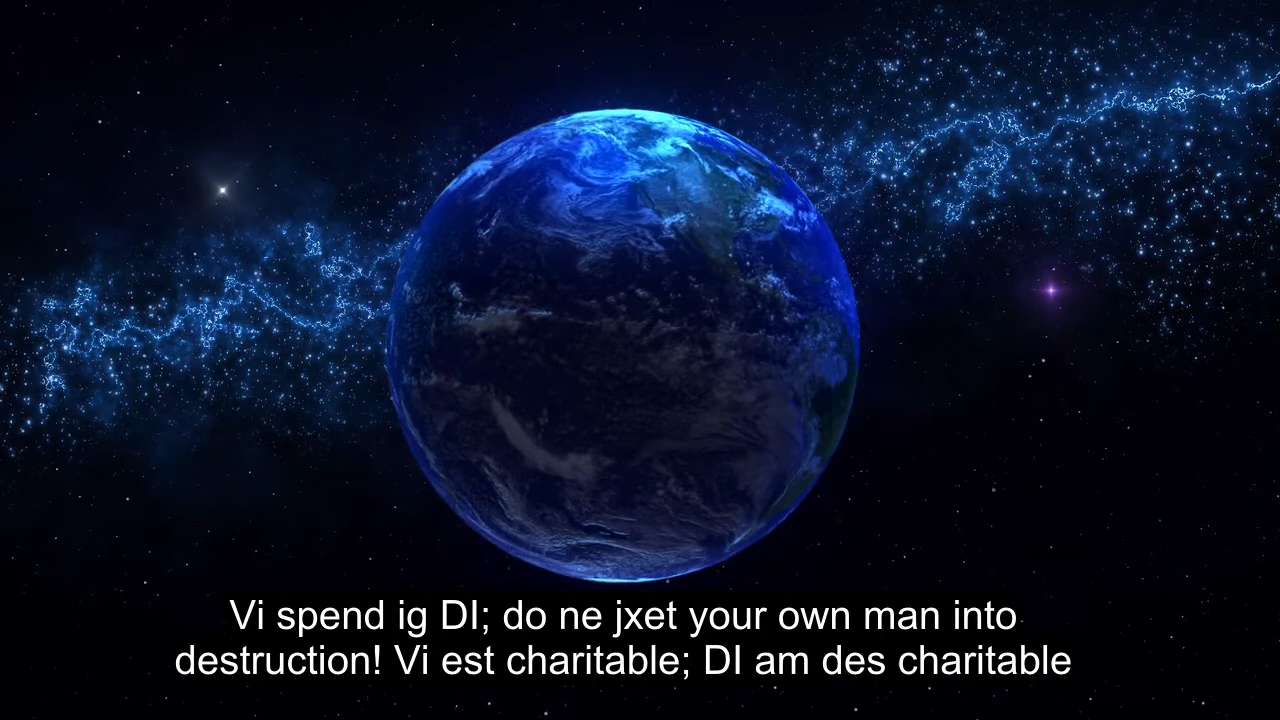 Vi spend ig DI; do ne jxet your own man into
destruction! Vi est charitable; DI am des charitable